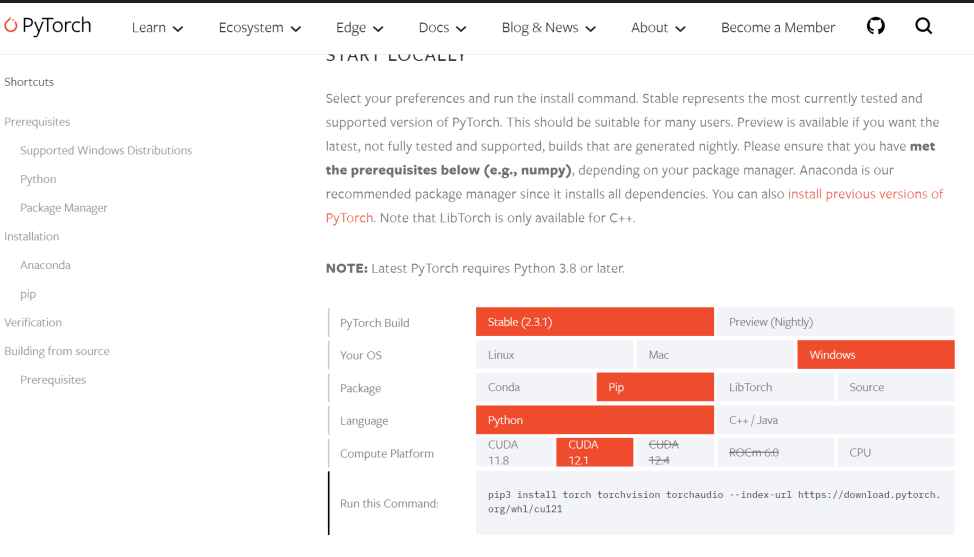 PyTorch
Learn
Ecosystem
Edge
Docs
Blog & News
About
Become a Member
Shortcuts
Prerequisites
Supported Windows Distributions
Python
Package Manager
Installation
Anaconda
pip
Verification
Building from source
Prerequisites
START LOCALLY
Select your preferences and run the install command. Stable represents the most currently tested and
supported version of PyTorch. This should be suitable for many users. Preview is available if you want the
latest, not fully tested and supported, builds that are generated nightly. Please ensure that you have met
the prerequisites below (e.g., numpy), depending on your package manager. Anaconda is our
recommended package manager since it installs all dependencies. You can also install previous versions of
PyTorch. Note that LibTorch is only available for C++.
NOTE: Latest PyTorch requires Python 3.8 or later.
PyTorch Build
Stable (2.3.1)
Preview (Nightly)
Your OS
Linux
Mac
Windows
Package
Conda
Pip
LibTorch
Source
Language
Python
C++ / Java
Compute Platform
CUDA
11.8
CUDA
12.1
CUDA
12.4
ROCm 6.0
CPU
Run this Command:
pip3 install torch torchvision torchaudio --index-url https://download.pytorch.
org/whl/cu121